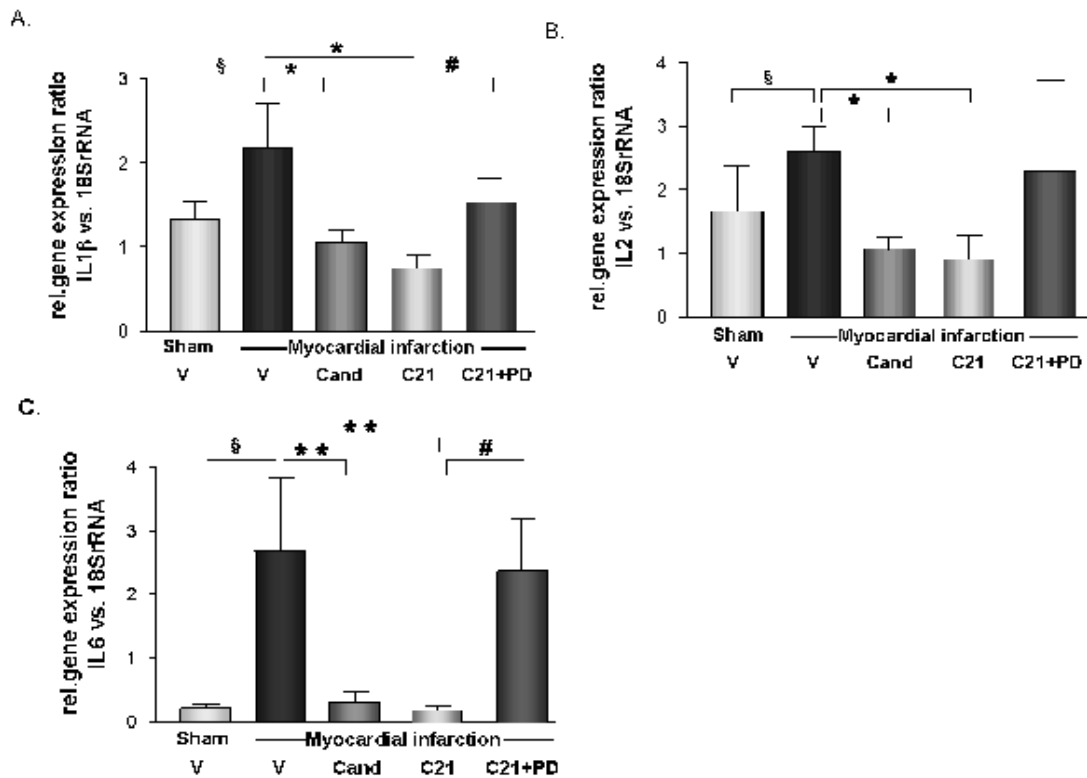 A.
*
§ * #
3
2
1
0
rel.gene expression ratio
IL1β vs. 18SrRNA
Sham Myocardial infarction
V V Cand C21 C21+PD
B.
§ *
*
4
3
2
1
0
rel.gene expression ratio
IL2 vs. 18SrRNA
Sham Myocardial infarction
V V Cand C21 C21+PD
C.
* *
§ * * #
4
3
2
1
0
rel.gene expression ratio
IL6 vs. 18SrRNA
Sham Myocardial infarction
V V Cand C21 C21+PD